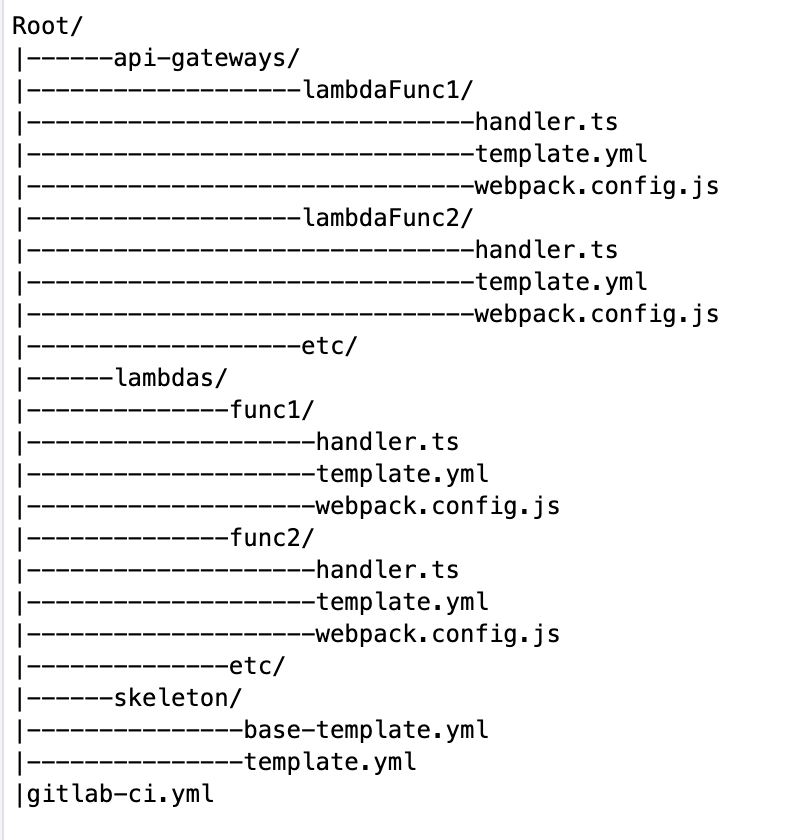 Root/
|------api-gateways/
|-------------------lambdaFunc1/
|-------------------------------handler.ts
|-------------------------------template.yml
|-------------------------------webpack.config.js
|-------------------lambdaFunc2/
|-------------------------------handler.ts
|-------------------------------template.yml
|-------------------------------webpack.config.js
|-------------------etc/
|------lambdas/
|--------------func1/
|--------------------handler.ts
|--------------------template.yml
|--------------------webpack.config.js
|--------------func2/
|--------------------handler.ts
|--------------------template.yml
|--------------------webpack.config.js
|--------------etc/
|------skeleton/
|---------------base-template.yml
|---------------template.yml
|gitlab-ci.yml